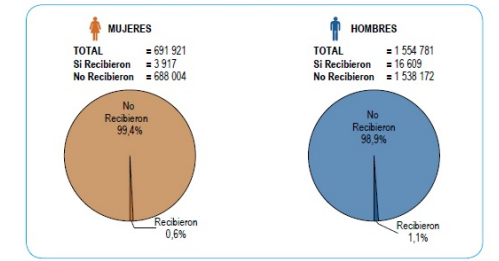 MUJERES
TOTAL = 691 921
Si Recibieron = 3 917
No Recibieron = 688 004
No
Recibieron
99,4%
Recibieron
0,6%
HOMBRES
TOTAL = 1 554 781
Si Recibieron = 16 609
No Recibieron = 1 538 172
No
Recibieron
98,9%
Recibieron
1,1%